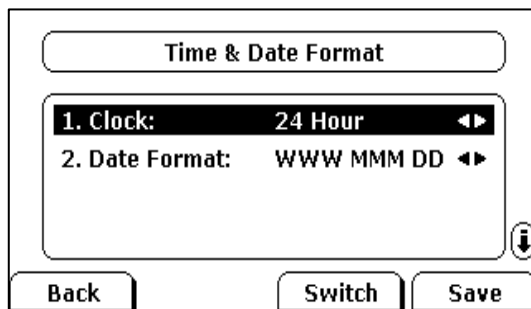 Time & Date Format
1. Clock: 24 Hour
2. Date Format: WWW MMM DD
Back Switch Save